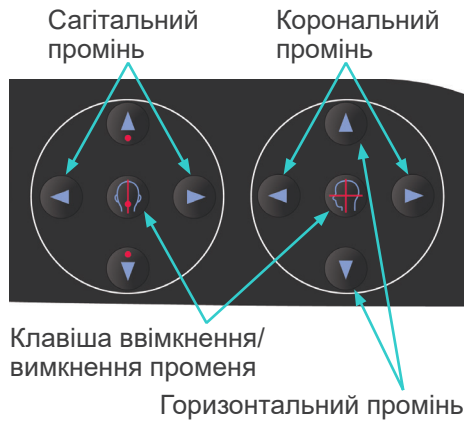 Сагітальний
промінь
Корональний
промінь
Клавіша ввімкнення/
вимкнення променя
Горизонтальний промінь